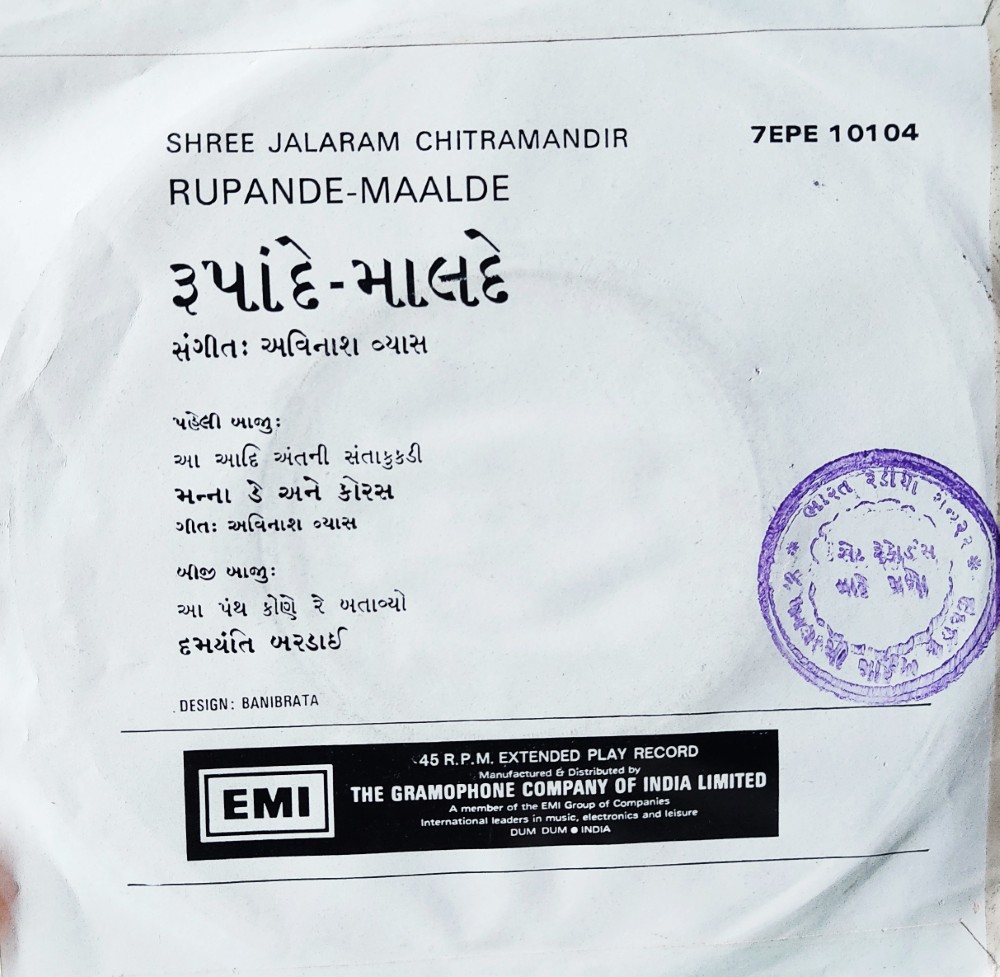 SHREE JALARAM CHITRAMANDIR
7EPE 10104
RUPANDE-MAALDE
રૂપાંદે-માલદે
સંગીતઃ અવિનાશ વ્યાસ
પહેલી બાજુઃ
આ આદિ અંતની સંતાકુકડી
મન્ના ડે અને કોરસ
ગીતઃ અવિનાશ વ્યાસ
બીજી બાજુઃ
આ પંથ કોણે રે બતાવ્યો
દમયંતિ બરડાઈ
ભારત રેડીયો
DESIGN: BANIBRATA
EMI
45 R.P.M. EXTENDED PLAY RECORD
Manufactured & Distributed by
THE GRAMOPHONE COMPANY OF INDIA LIMITED
A member of the EMI Group of Companies
International leaders in music, electronics and leisure
DUM DUM ● INDIA